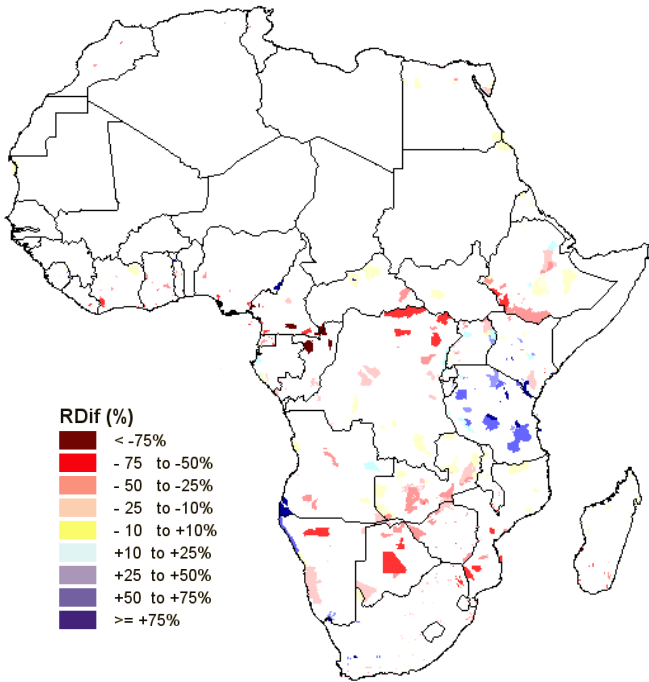 RDif (%)
< -75%
- 75 to -50%
- 50 to -25%
- 25 to -10%
- 10 to +10%
+10 to +25%
+25 to +50%
+50 to +75%
>= +75%